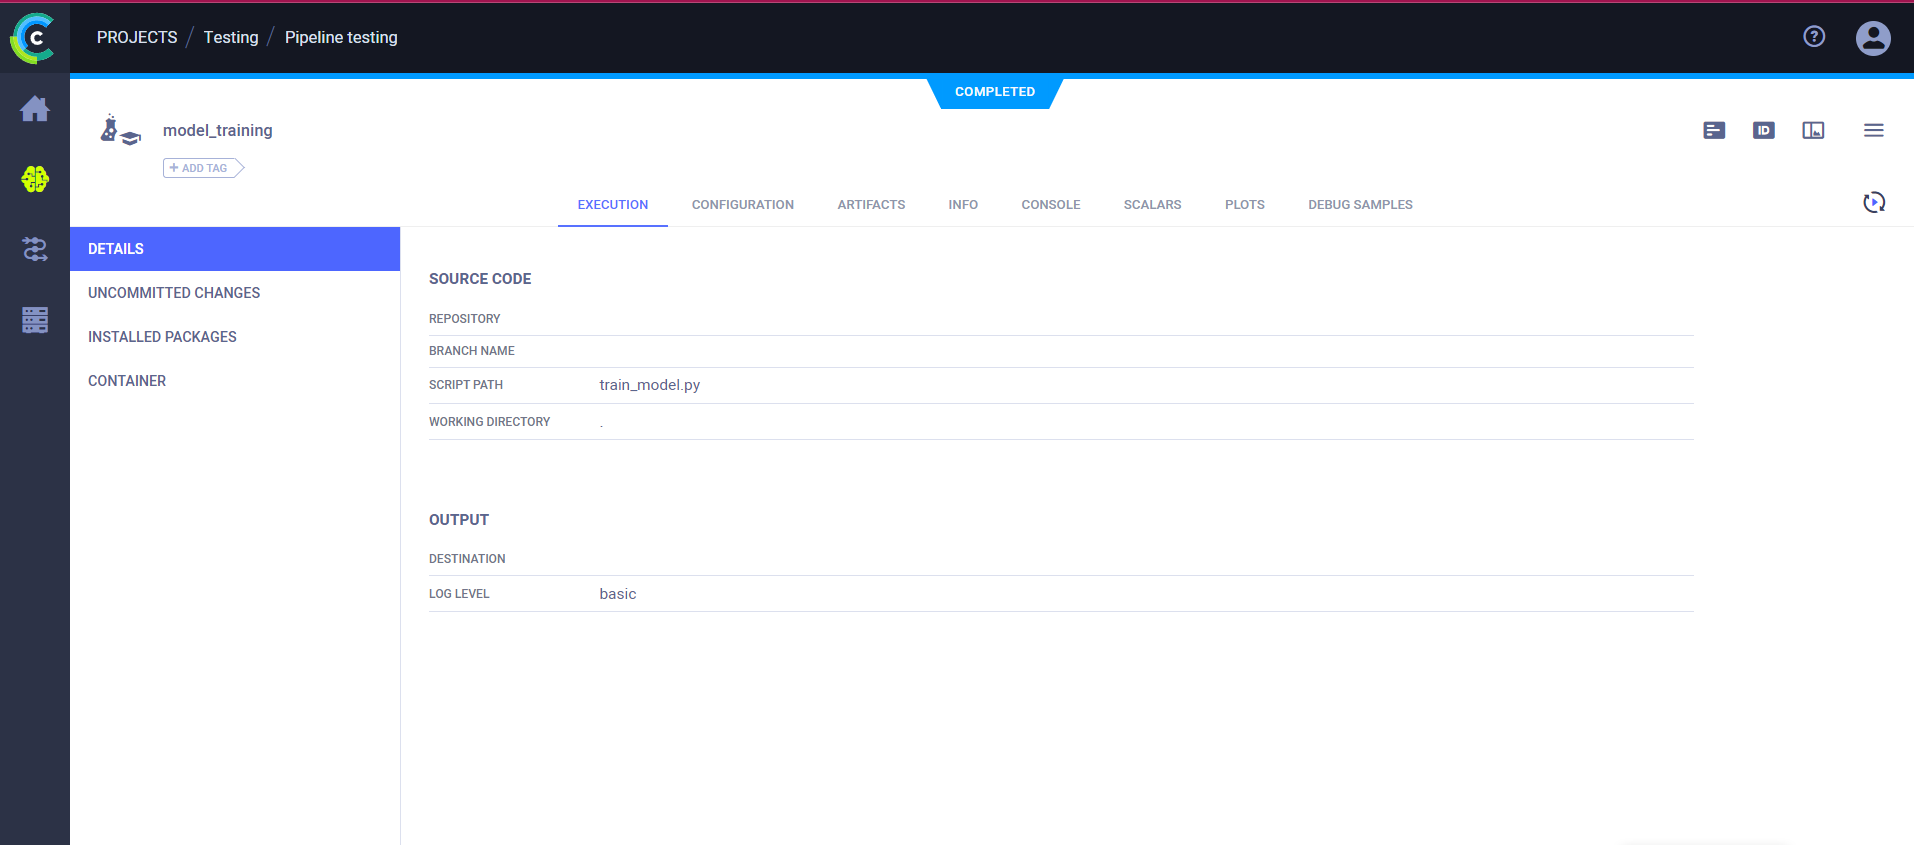 PROJECTS / Testing / Pipeline testing
COMPLETED
model_training
+ ADD TAG
ID
EXECUTION CONFIGURATION ARTIFACTS INFO CONSOLE SCALARS PLOTS DEBUG SAMPLES
DETAILS
UNCOMMITTED CHANGES
INSTALLED PACKAGES
CONTAINER
SOURCE CODE
REPOSITORY
BRANCH NAME
SCRIPT PATH train_model.py
WORKING DIRECTORY .
OUTPUT
DESTINATION
LOG LEVEL basic